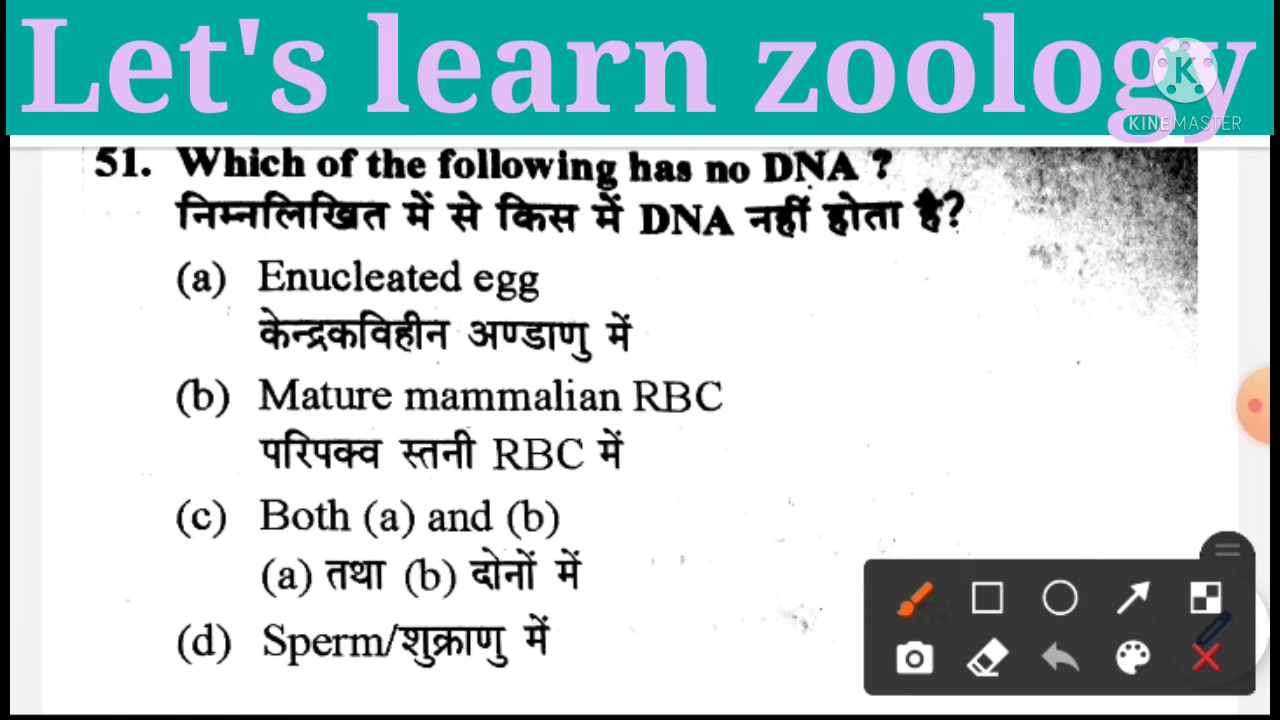 Let's learn zoology
KINEMASTER
51. Which of the following has no DNA ?
निम्नलिखित में से किस में DNA नहीं होता है?
(a) Enucleated egg
केन्द्रकविहीन अण्डाणु में
(b) Mature mammalian RBC
परिपक्व स्तनी RBC में
(c) Both (a) and (b)
(a) तथा (b) दोनों में
(d) Sperm/शुक्राणु में